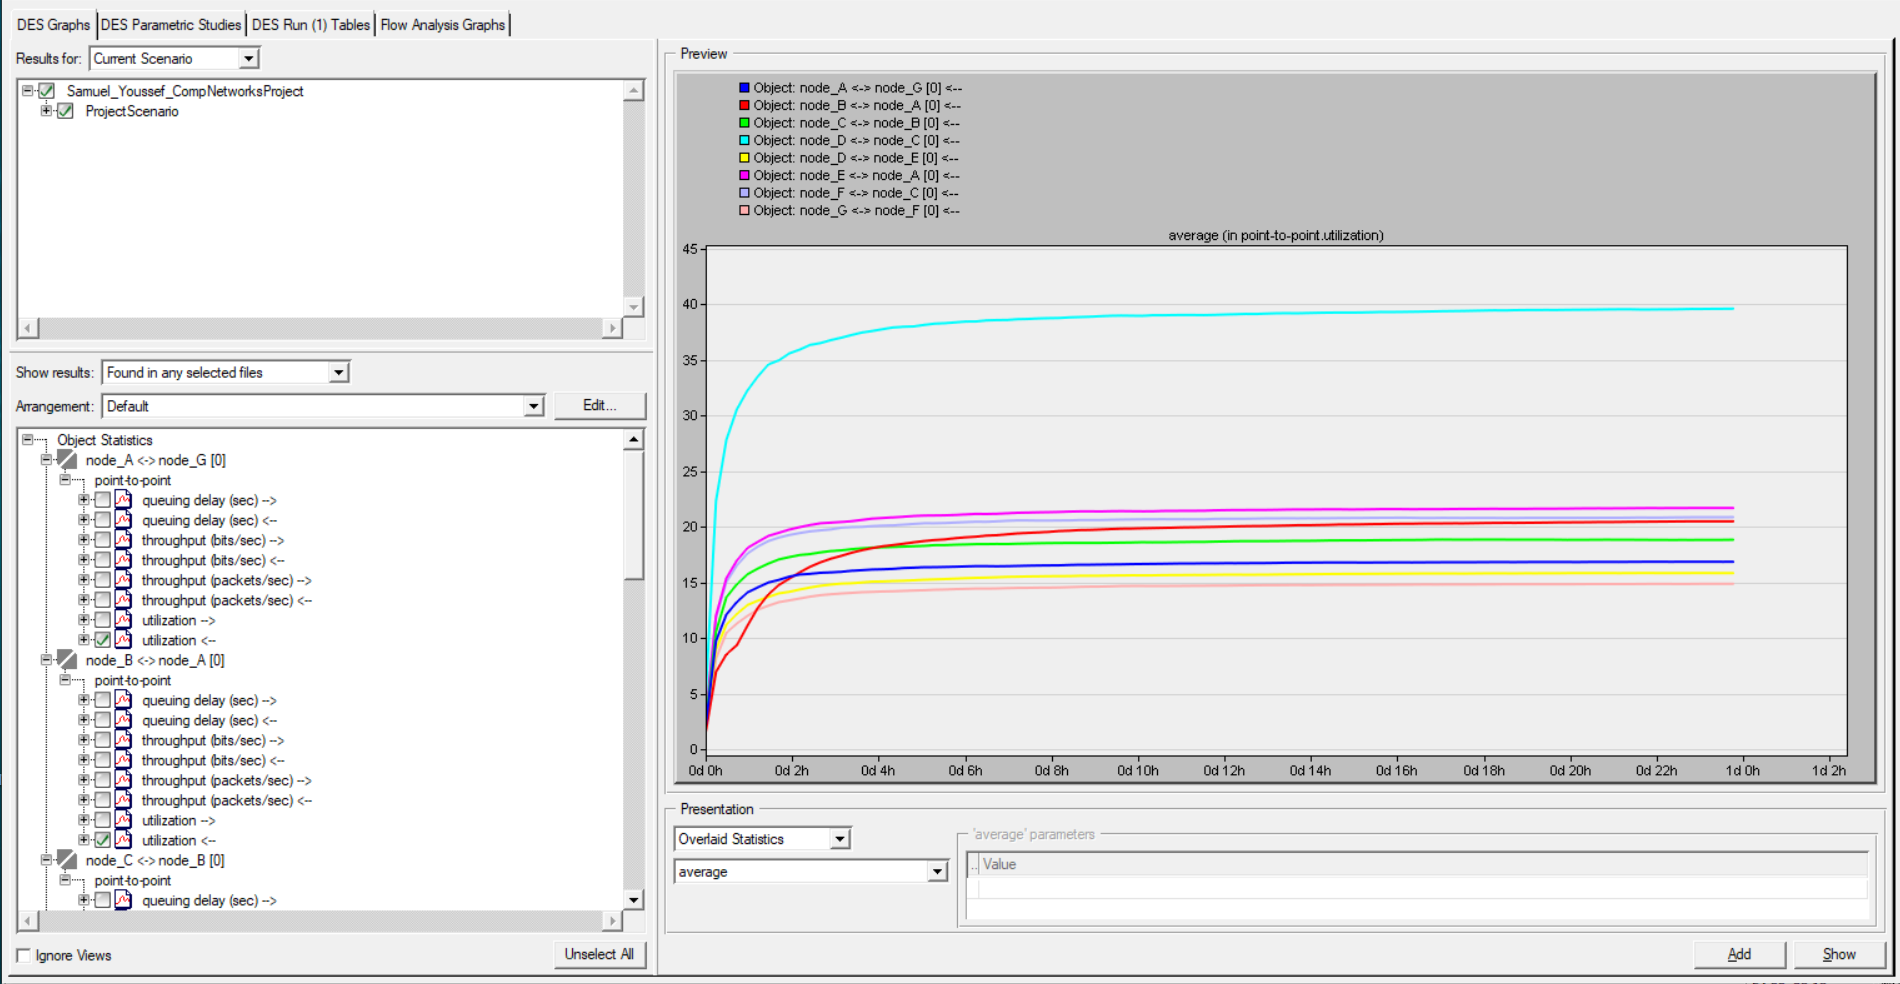 DES Graphs DES Parametric Studies DES Run (1) Tables Flow Analysis Graphs
Results for: Current Scenario
Samuel_Youssef_CompNetworksProject
ProjectScenario
Show results: Found in any selected files
Arrangement: Default Edit...
Object Statistics
node_A <-> node_G [0]
point-to-point
queuing delay (sec) -->
queuing delay (sec) <--
throughput (bits/sec) -->
throughput (bits/sec) <--
throughput (packets/sec) -->
throughput (packets/sec) <--
utilization -->
utilization <--
node_B <-> node_A [0]
point-to-point
queuing delay (sec) -->
queuing delay (sec) <--
throughput (bits/sec) -->
throughput (bits/sec) <--
throughput (packets/sec) -->
throughput (packets/sec) <--
utilization -->
utilization <--
node_C <-> node_B [0]
point-to-point
queuing delay (sec) -->
Ignore Views Unselect All
Preview
Object: node_A <-> node_G [0] <--
Object: node_B <-> node_A [0] <--
Object: node_C <-> node_B [0] <--
Object: node_D <-> node_C [0] <--
Object: node_D <-> node_E [0] <--
Object: node_E <-> node_A [0] <--
Object: node_F <-> node_C [0] <--
Object: node_G <-> node_F [0] <--
average (in point-to-point.utilization)
45
40
35
30
25
20
15
10
5
0
0d 0h 0d 2h 0d 4h 0d 6h 0d 8h 0d 10h 0d 12h 0d 14h 0d 16h 0d 18h 0d 20h 0d 22h 1d 0h 1d 2h
Presentation
Overlaid Statistics
average
'average' parameters
.. Value
Add Show